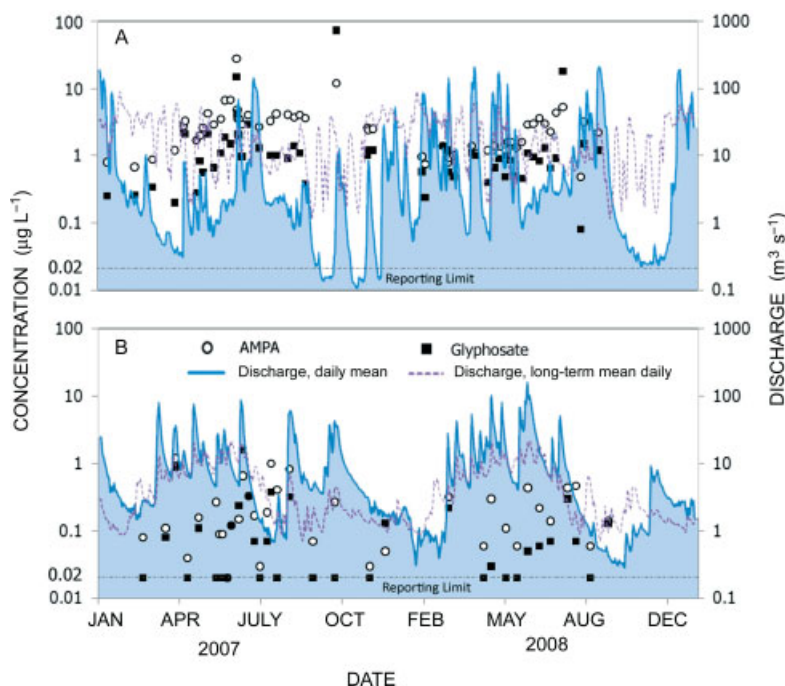 A
100
10
1
0.1
0.02
0.01
1000
100
10
1
0.1
Reporting Limit
CONCENTRATION (µg L⁻¹)
DISCHARGE (m³ s⁻¹)
B
AMPA
Glyphosate
Discharge, daily mean
Discharge, long-term mean daily
100
10
1
0.1
0.02
0.01
1000
100
10
1
0.1
Reporting Limit
JAN APR JULY OCT FEB MAY AUG DEC
2007 2008
DATE